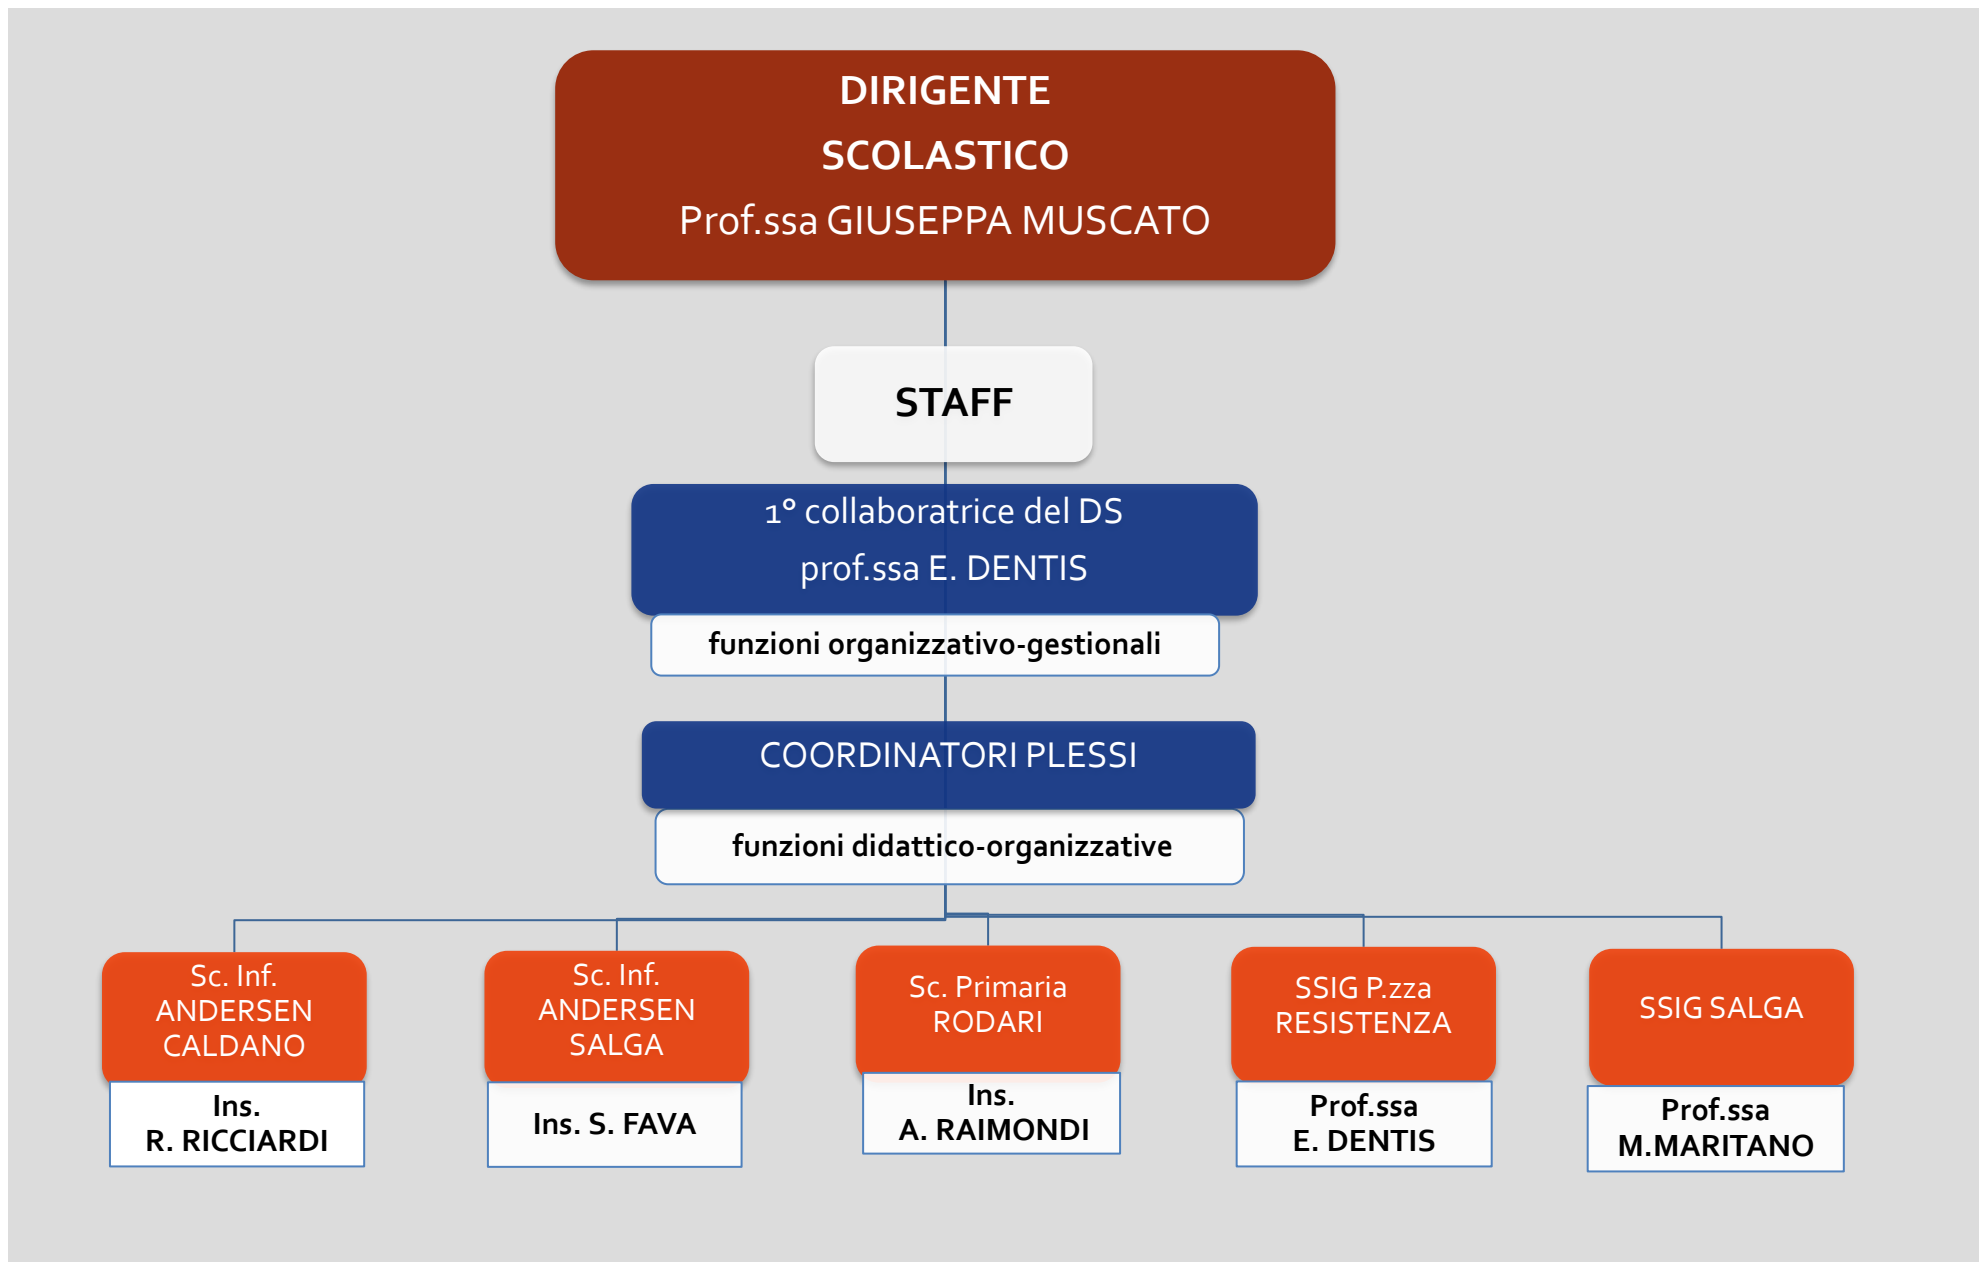 DIRIGENTE
SCOLASTICO
Prof.ssa GIUSEPPA MUSCATO
STAFF
1° collaboratrice del DS
prof.ssa E. DENTIS
funzioni organizzativo-gestionali
COORDINATORI PLESSI
funzioni didattico-organizzative
Sc. Inf.
ANDERSEN
CALDANO
Ins.
R. RICCIARDI
Sc. Inf.
ANDERSEN
SALGA
Ins. S. FAVA
Sc. Primaria
RODARI
Ins.
A. RAIMONDI
SSIG P.zza
RESISTENZA
Prof.ssa
E. DENTIS
SSIG SALGA
Prof.ssa
M.MARITANO